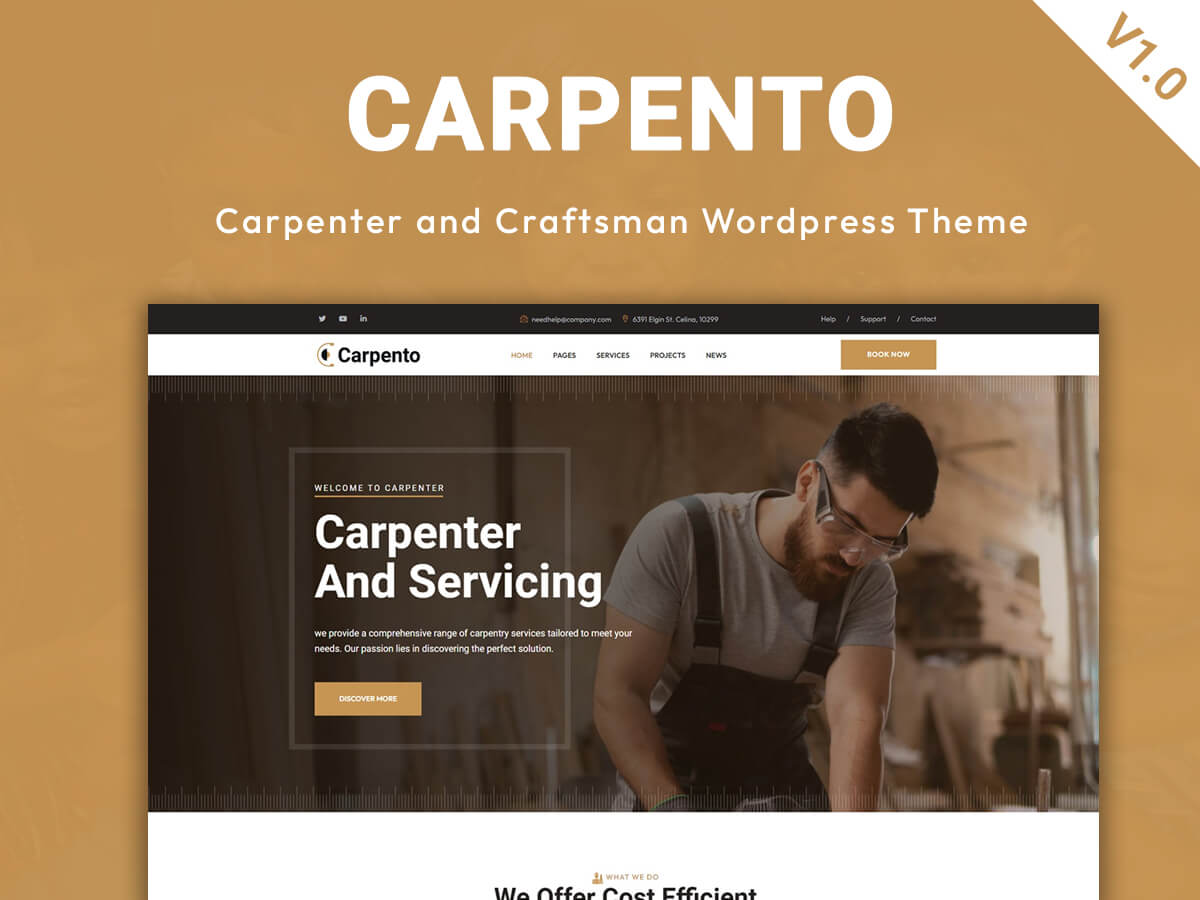 V1.0
CARPENTO
Carpenter and Craftsman Wordpress Theme
needhelp@company.com 6391 Elgin St. Celina, 10299 Help / Support / Contact
Carpento HOME PAGES SERVICES PROJECTS NEWS BOOK NOW
WELCOME TO CARPENTER
Carpenter
And Servicing
we provide a comprehensive range of carpentry services tailored to meet your
needs. Our passion lies in discovering the perfect solution.
DISCOVER MORE
WHAT WE DO
We Offer Cost Efficient